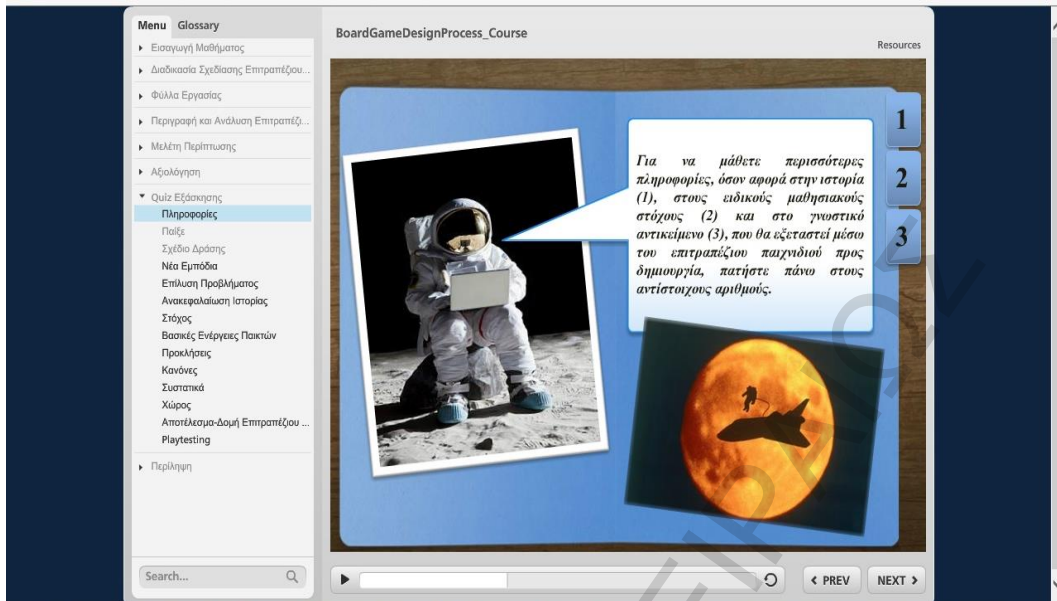 Menu Glossary
Εισαγωγή Μαθήματος
Διαδικασία Σχεδίασης Επιτραπέζιου...
Φύλλα Εργασίας
Περιγραφή και Ανάλυση Επιτραπέζι...
Μελέτη Περίπτωσης
Αξιολόγηση
Quiz Εξάσκησης
Πληροφορίες
Παίξε
Σχέδιο Δράσης
Νέα Εμπόδια
Επίλυση Προβλήματος
Ανακεφαλαίωση Ιστορίας
Στόχος
Βασικές Ενέργειες Παικτών
Προκλήσεις
Κανόνες
Συστατικά
Χώρος
Αποτέλεσμα-Δομή Επιτραπέζιου ...
Playtesting
Περίληψη
Search...
BoardGameDesignProcess_Course
Resources
Για να μάθετε περισσότερες
πληροφορίες, όσον αφορά στην ιστορία
(1), στους ειδικούς μαθησιακούς
στόχους (2) και στο γνωστικό
αντικείμενο (3), που θα εξεταστεί μέσω
του επιτραπέζιου παιχνιδιού προς
δημιουργία, πατήστε πάνω στους
αντίστοιχους αριθμούς.
1
2
3
PREV
NEXT